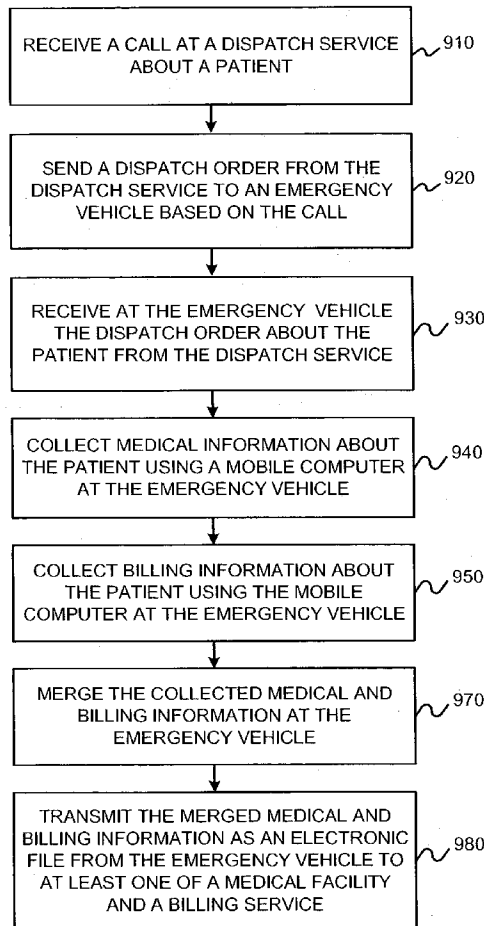 RECEIVE A CALL AT A DISPATCH SERVICE
ABOUT A PATIENT
910
SEND A DISPATCH ORDER FROM THE
DISPATCH SERVICE TO AN EMERGENCY
VEHICLE BASED ON THE CALL
920
RECEIVE AT THE EMERGENCY VEHICLE
THE DISPATCH ORDER ABOUT THE
PATIENT FROM THE DISPATCH SERVICE
930
COLLECT MEDICAL INFORMATION ABOUT
THE PATIENT USING A MOBILE COMPUTER
AT THE EMERGENCY VEHICLE
940
COLLECT BILLING INFORMATION ABOUT
THE PATIENT USING THE MOBILE
COMPUTER AT THE EMERGENCY VEHICLE
950
MERGE THE COLLECTED MEDICAL AND
BILLING INFORMATION AT THE
EMERGENCY VEHICLE
970
TRANSMIT THE MERGED MEDICAL AND
BILLING INFORMATION AS AN ELECTRONIC
FILE FROM THE EMERGENCY VEHICLE TO
AT LEAST ONE OF A MEDICAL FACILITY
AND A BILLING SERVICE
980